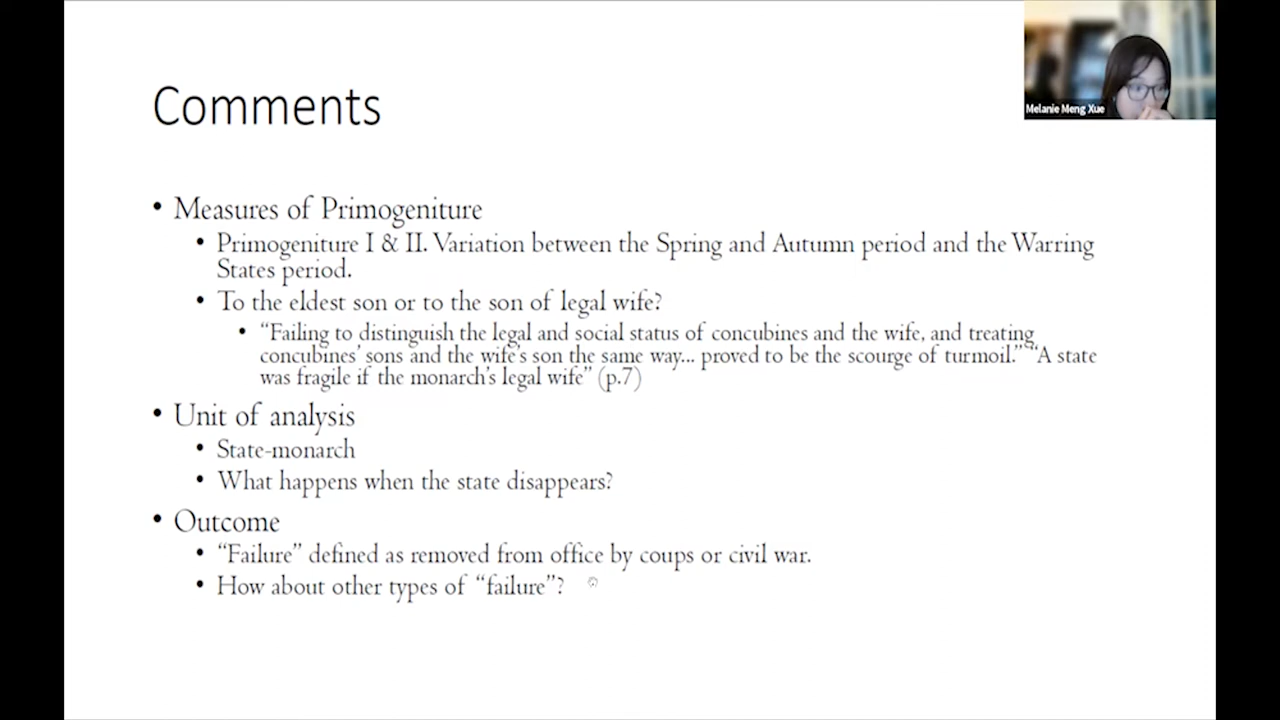 Comments
Melanie Meng Xue
• Measures of Primogeniture
• Primogeniture I & II. Variation between the Spring and Autumn period and the Warring
States period.
• To the eldest son or to the son of legal wife?
• “Failing to distinguish the legal and social status of concubines and the wife, and treating
concubines’ sons and the wife’s son the same way... proved to be the scourge of turmoil.” “A state
was fragile if the monarch’s legal wife” (p.7)
• Unit of analysis
• State-monarch
• What happens when the state disappears?
• Outcome
• “Failure” defined as removed from office by coups or civil war.
• How about other types of “failure”?